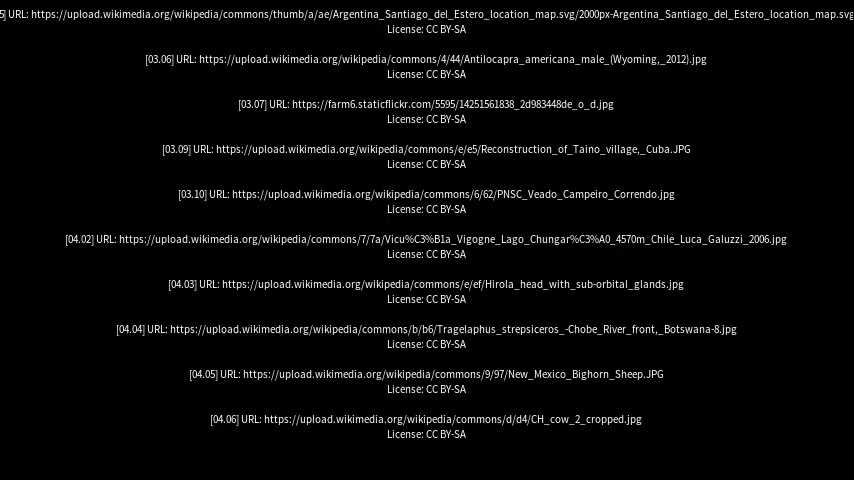 5] URL: https://upload.wikimedia.org/wikipedia/commons/thumb/a/ae/Argentina_Santiago_del_Estero_location_map.svg/2000px-Argentina_Santiago_del_Estero_location_map.svg
License: CC BY-SA
[03.06] URL: https://upload.wikimedia.org/wikipedia/commons/4/44/Antilocapra_americana_male_(Wyoming,_2012).jpg
License: CC BY-SA
[03.07] URL: https://farm6.staticflickr.com/5595/14251561838_2d983448de_o_d.jpg
License: CC BY-SA
[03.09] URL: https://upload.wikimedia.org/wikipedia/commons/e/e5/Reconstruction_of_Taino_village,_Cuba.JPG
License: CC BY-SA
[03.10] URL: https://upload.wikimedia.org/wikipedia/commons/6/62/PNSC_Veado_Campeiro_Correndo.jpg
License: CC BY-SA
[04.02] URL: https://upload.wikimedia.org/wikipedia/commons/7/7a/Vicu%C3%B1a_Vigogne_Lago_Chungar%C3%A0_4570m_Chile_Luca_Galuzzi_2006.jpg
License: CC BY-SA
[04.03] URL: https://upload.wikimedia.org/wikipedia/commons/e/ef/Hirola_head_with_sub-orbital_glands.jpg
License: CC BY-SA
[04.04] URL: https://upload.wikimedia.org/wikipedia/commons/b/b6/Tragelaphus_strepsiceros_-Chobe_River_front,_Botswana-8.jpg
License: CC BY-SA
[04.05] URL: https://upload.wikimedia.org/wikipedia/commons/9/97/New_Mexico_Bighorn_Sheep.JPG
License: CC BY-SA
[04.06] URL: https://upload.wikimedia.org/wikipedia/commons/d/d4/CH_cow_2_cropped.jpg
License: CC BY-SA